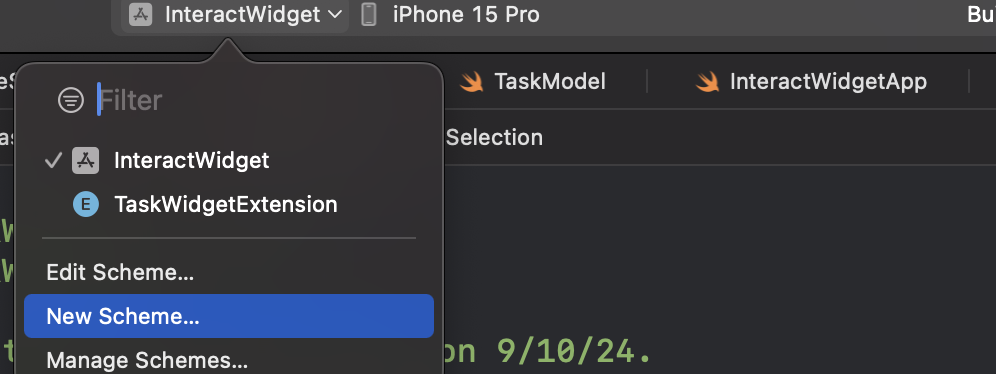 InteractWidget
iPhone 15 Pro
Filter
TaskModel
InteractWidgetApp
Selection
InteractWidget
E
TaskWidgetExtension
Edit Scheme...
New Scheme...
on 9/10/24.
Manage Schemes...